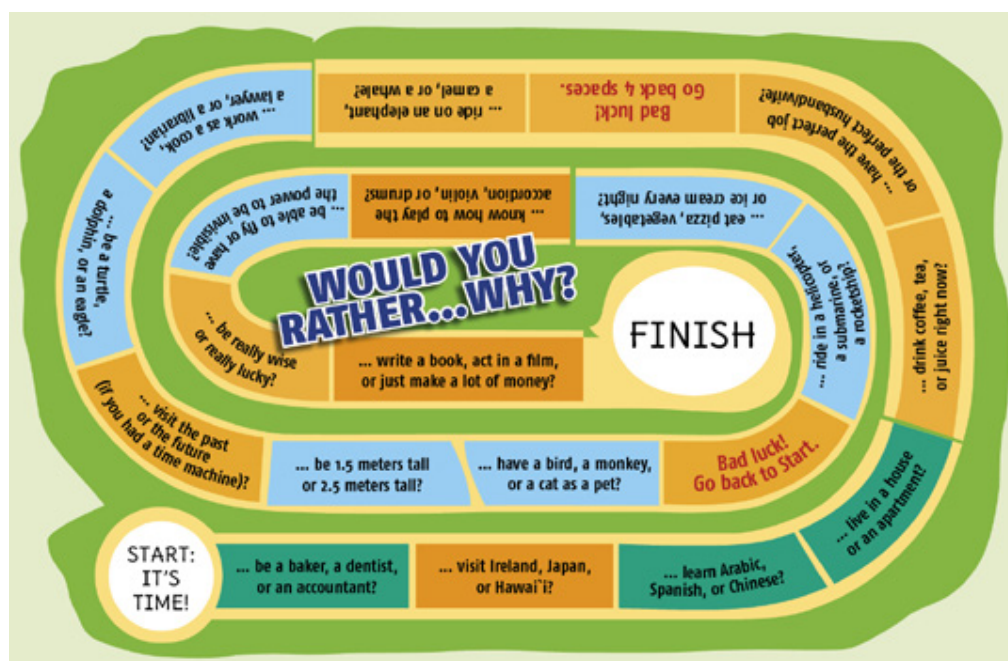 WOULD YOU
RATHER...WHY?
START:
IT'S
TIME!
... be a baker, a dentist,
or an accountant?
... visit Ireland, Japan,
or Hawai`i?
... learn Arabic,
Spanish, or Chinese?
... live in a house
or an apartment?
... drink coffee, tea,
or juice right now?
... have the perfect job
or the perfect husband/wife?
Bad luck!
Go back 4 spaces.
... ride on an elephant,
a camel, or a whale?
... work as a cook,
a lawyer or a librarian?
... be a turtle,
a dolphin, or an eagle?
... visit the past
or the future
(if you had a time machine)?
... be 1.5 meters tall
or 2.5 meters tall?
... have a bird, a monkey,
or a cat as a pet?
Bad luck!
Go back to Start.
... ride in a helicopter,
a submarine, or
a rocketship?
... eat pizza, vegetables,
or ice cream every night?
... know how to play the
accordion, violin, or drums?
... be able to fly or have
the power to be
invisible?
... be really wise
or really lucky?
... write a book, act in a film,
or just make a lot of money?
FINISH